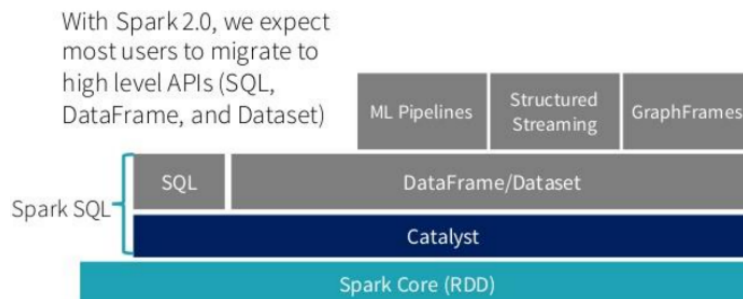 With Spark 2.0, we expect
most users to migrate to
high level APIs (SQL,
DataFrame, and Dataset)
ML Pipelines
Structured
Streaming
GraphFrames
Spark SQL
SQL
DataFrame/Dataset
Catalyst
Spark Core (RDD)